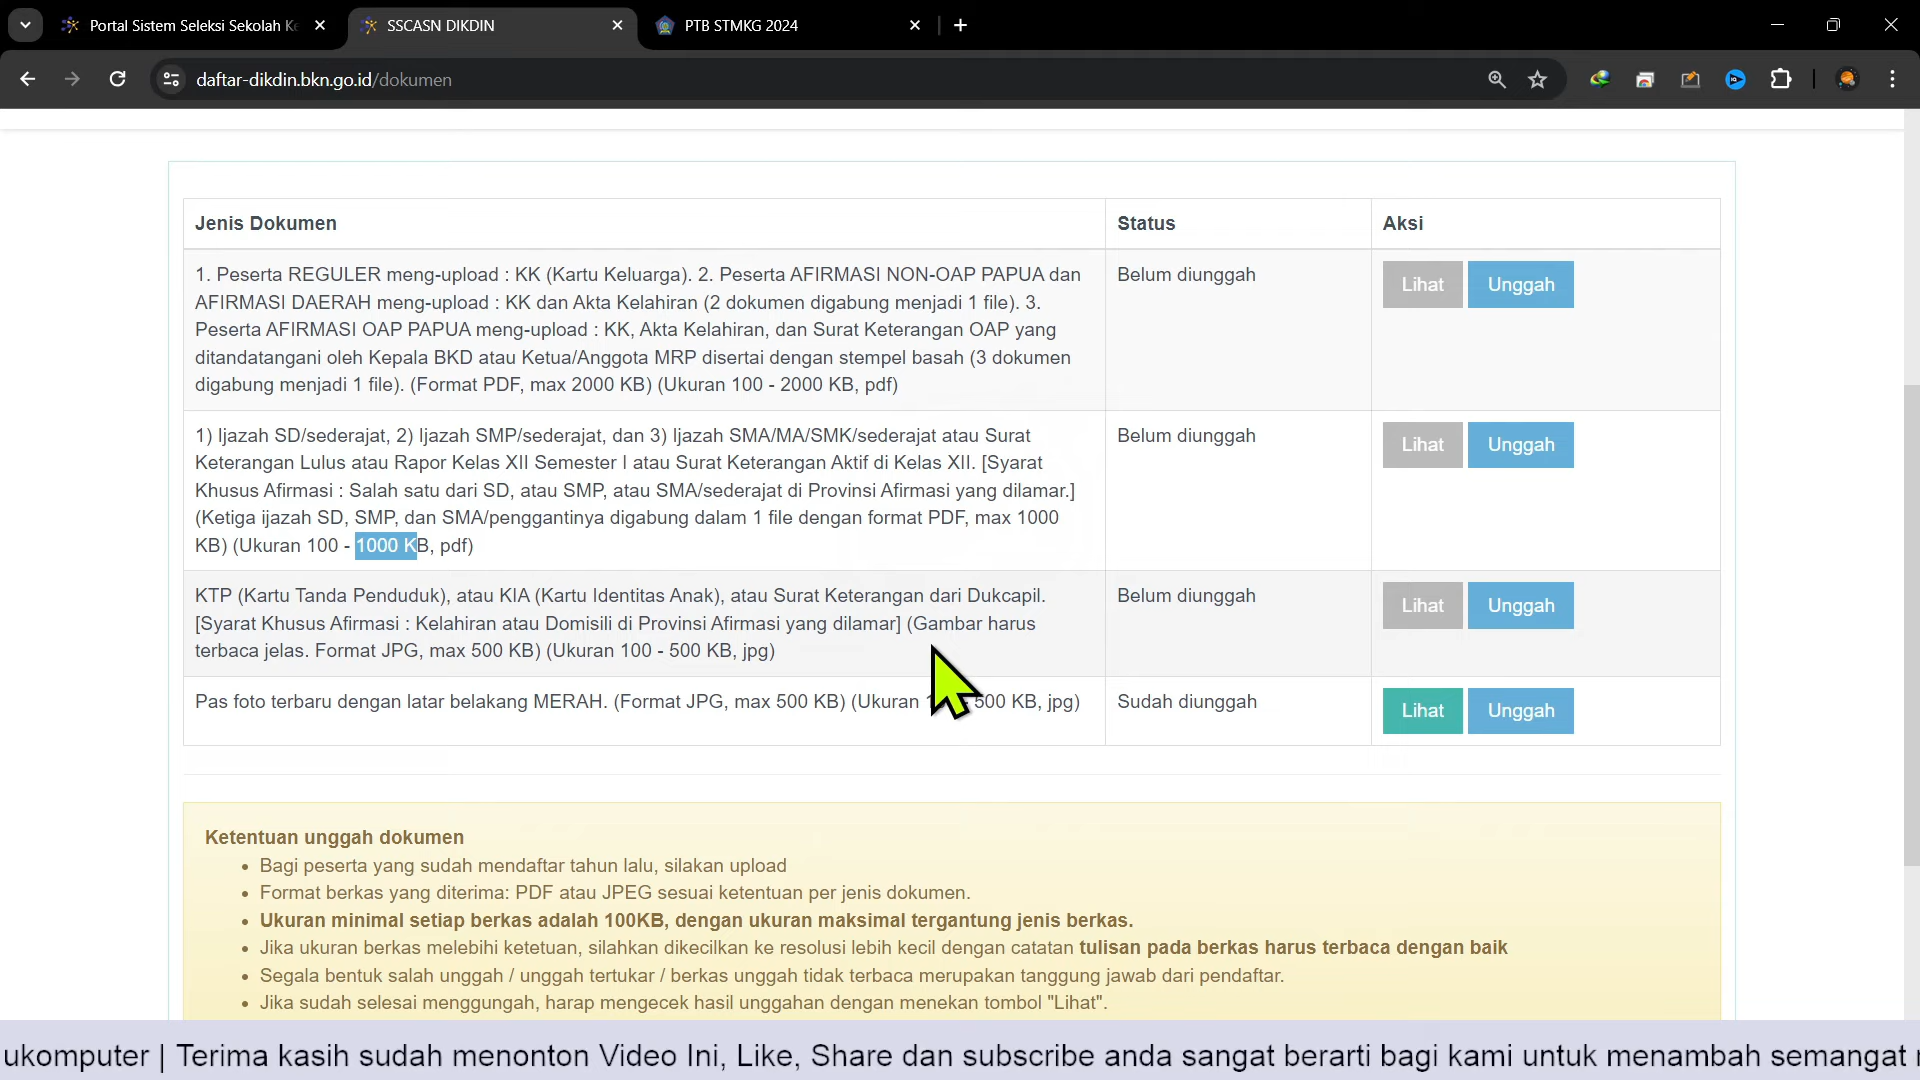 Portal Sistem Seleksi Sekolah Ke
SSCASN DIKDIN
PTB STMKG 2024
daftar-dikdin.bkn.go.id/dokumen
Jenis Dokumen
Status
Aksi
1. Peserta REGULER meng-upload : KK (Kartu Keluarga). 2. Peserta AFIRMASI NON-OAP PAPUA dan
AFIRMASI DAERAH meng-upload : KK dan Akta Kelahiran (2 dokumen digabung menjadi 1 file). 3.
Peserta AFIRMASI OAP PAPUA meng-upload : KK, Akta Kelahiran, dan Surat Keterangan OAP yang
ditandatangani oleh Kepala BKD atau Ketua/Anggota MRP disertai dengan stempel basah (3 dokumen
digabung menjadi 1 file). (Format PDF, max 2000 KB) (Ukuran 100 - 2000 KB, pdf)
Belum diunggah
Lihat
Unggah
1) Ijazah SD/sederajat, 2) Ijazah SMP/sederajat, dan 3) Ijazah SMA/MA/SMK/sederajat atau Surat
Keterangan Lulus atau Rapor Kelas XII Semester I atau Surat Keterangan Aktif di Kelas XII. [Syarat
Khusus Afirmasi : Salah satu dari SD, atau SMP, atau SMA/sederajat di Provinsi Afirmasi yang dilamar.]
(Ketiga ijazah SD, SMP, dan SMA/penggantinya digabung dalam 1 file dengan format PDF, max 1000
KB) (Ukuran 100 - 1000 KB, pdf)
Belum diunggah
Lihat
Unggah
KTP (Kartu Tanda Penduduk), atau KIA (Kartu Identitas Anak), atau Surat Keterangan dari Dukcapil.
[Syarat Khusus Afirmasi : Kelahiran atau Domisili di Provinsi Afirmasi yang dilamar] (Gambar harus
terbaca jelas. Format JPG, max 500 KB) (Ukuran 100 - 500 KB, jpg)
Belum diunggah
Lihat
Unggah
Pas foto terbaru dengan latar belakang MERAH. (Format JPG, max 500 KB) (Ukuran 500 KB, jpg)
Sudah diunggah
Lihat
Unggah
Ketentuan unggah dokumen
• Bagi peserta yang sudah mendaftar tahun lalu, silakan upload
• Format berkas yang diterima: PDF atau JPEG sesuai ketentuan per jenis dokumen.
• Ukuran minimal setiap berkas adalah 100KB, dengan ukuran maksimal tergantung jenis berkas.
• Jika ukuran berkas melebihi ketetuan, silahkan dikecilkan ke resolusi lebih kecil dengan catatan tulisan pada berkas harus terbaca dengan baik
• Segala bentuk salah unggah / unggah tertukar / berkas unggah tidak terbaca merupakan tanggung jawab dari pendaftar.
• Jika sudah selesai menggungah, harap mengecek hasil unggahan dengan menekan tombol "Lihat".
ukomputer | Terima kasih sudah menonton Video Ini, Like, Share dan subscribe anda sangat berarti bagi kami untuk menambah semangat